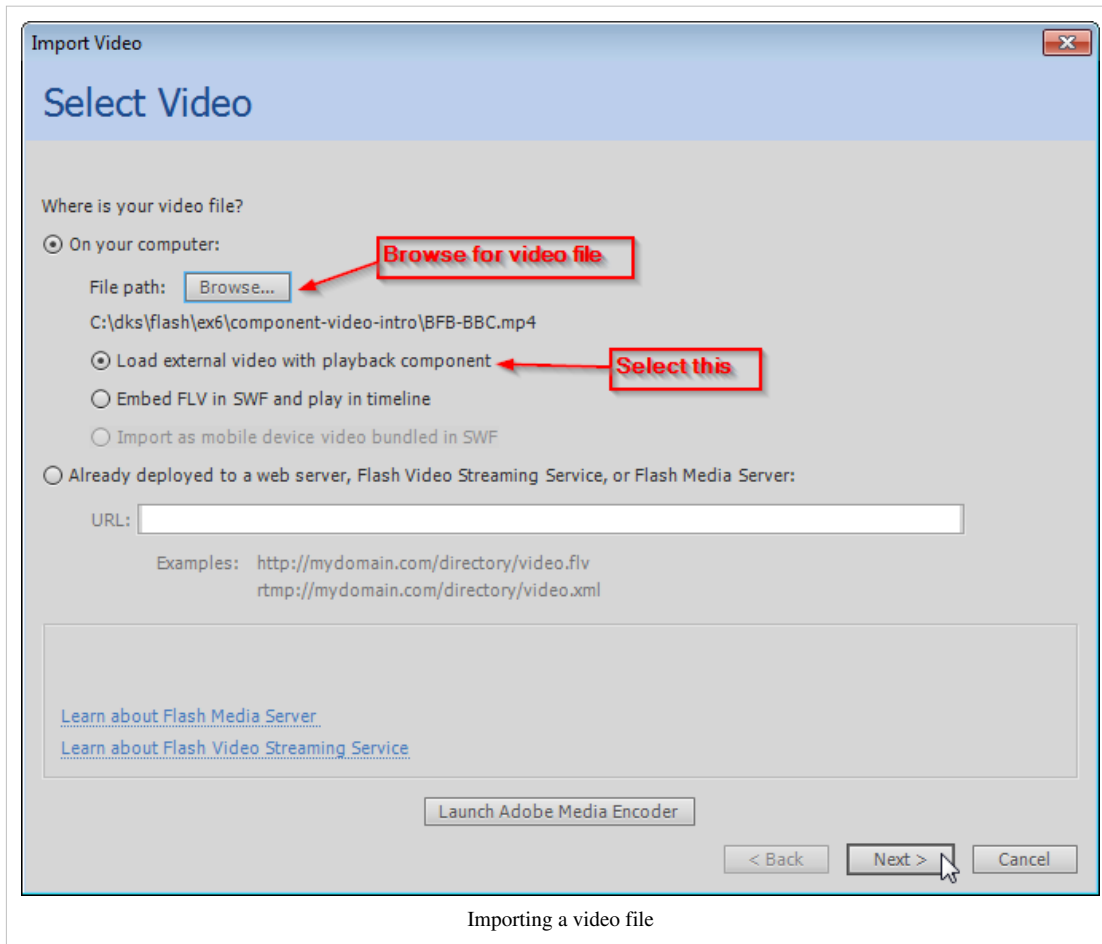 Import Video
Select Video
Where is your video file?
On your computer:
Browse for video file
File path: Browse...
C:\dks\flash\ex6\component-video-intro\BFB-BBC.mp4
Load external video with playback component
Select this
Embed FLV in SWF and play in timeline
Import as mobile device video bundled in SWF
Already deployed to a web server, Flash Video Streaming Service, or Flash Media Server:
URL:
Examples: http://mydomain.com/directory/video.flv
rtmp://mydomain.com/directory/video.xml
Learn about Flash Media Server
Learn about Flash Video Streaming Service
Launch Adobe Media Encoder
< Back Next > Cancel
Importing a video file